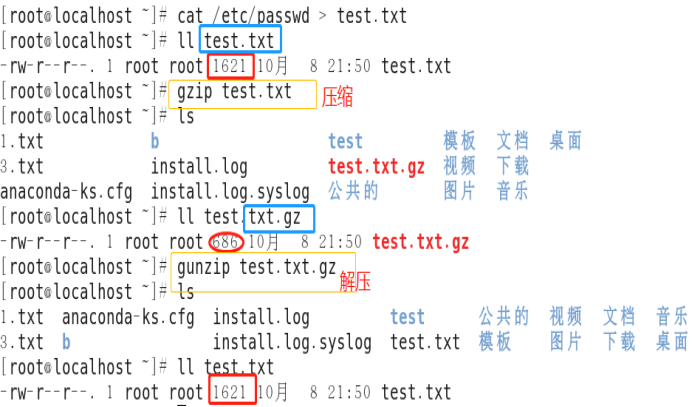 [root@localhost ~]# cat /etc/passwd > test.txt
[root@localhost ~]# ll test.txt
-rw-r--r--. 1 root root 1621 10月  8 21:50 test.txt
[root@localhost ~]# gzip test.txt 压缩
[root@localhost ~]# ls
1.txt            b                   test         模板  文档  桌面
3.txt            install.log         test.txt.gz  视频  下载
anaconda-ks.cfg  install.log.syslog  公共的       图片  音乐
[root@localhost ~]# ll test.txt.gz
-rw-r--r--. 1 root root 686 10月  8 21:50 test.txt.gz
[root@localhost ~]# gunzip test.txt.gz 解压
[root@localhost ~]# ls
1.txt  anaconda-ks.cfg  install.log         test      公共的  视频  文档  音乐
3.txt  b                install.log.syslog  test.txt  模板    图片  下载  桌面
[root@localhost ~]# ll test.txt
-rw-r--r--. 1 root root 1621 10月  8 21:50 test.txt